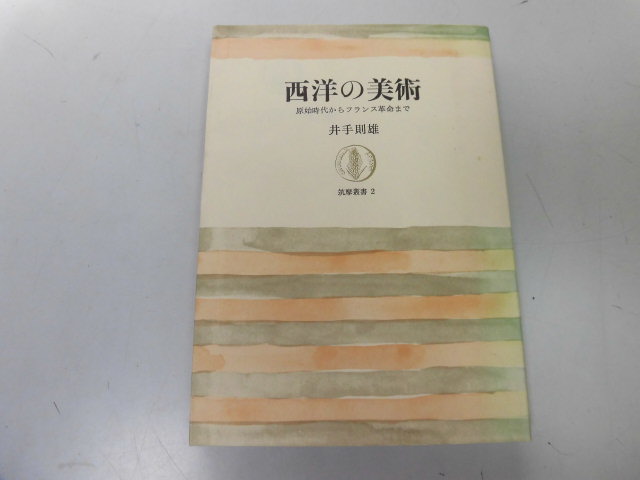 西洋の美術
原始時代からフランス革命まで
井手則雄
筑摩叢書 2